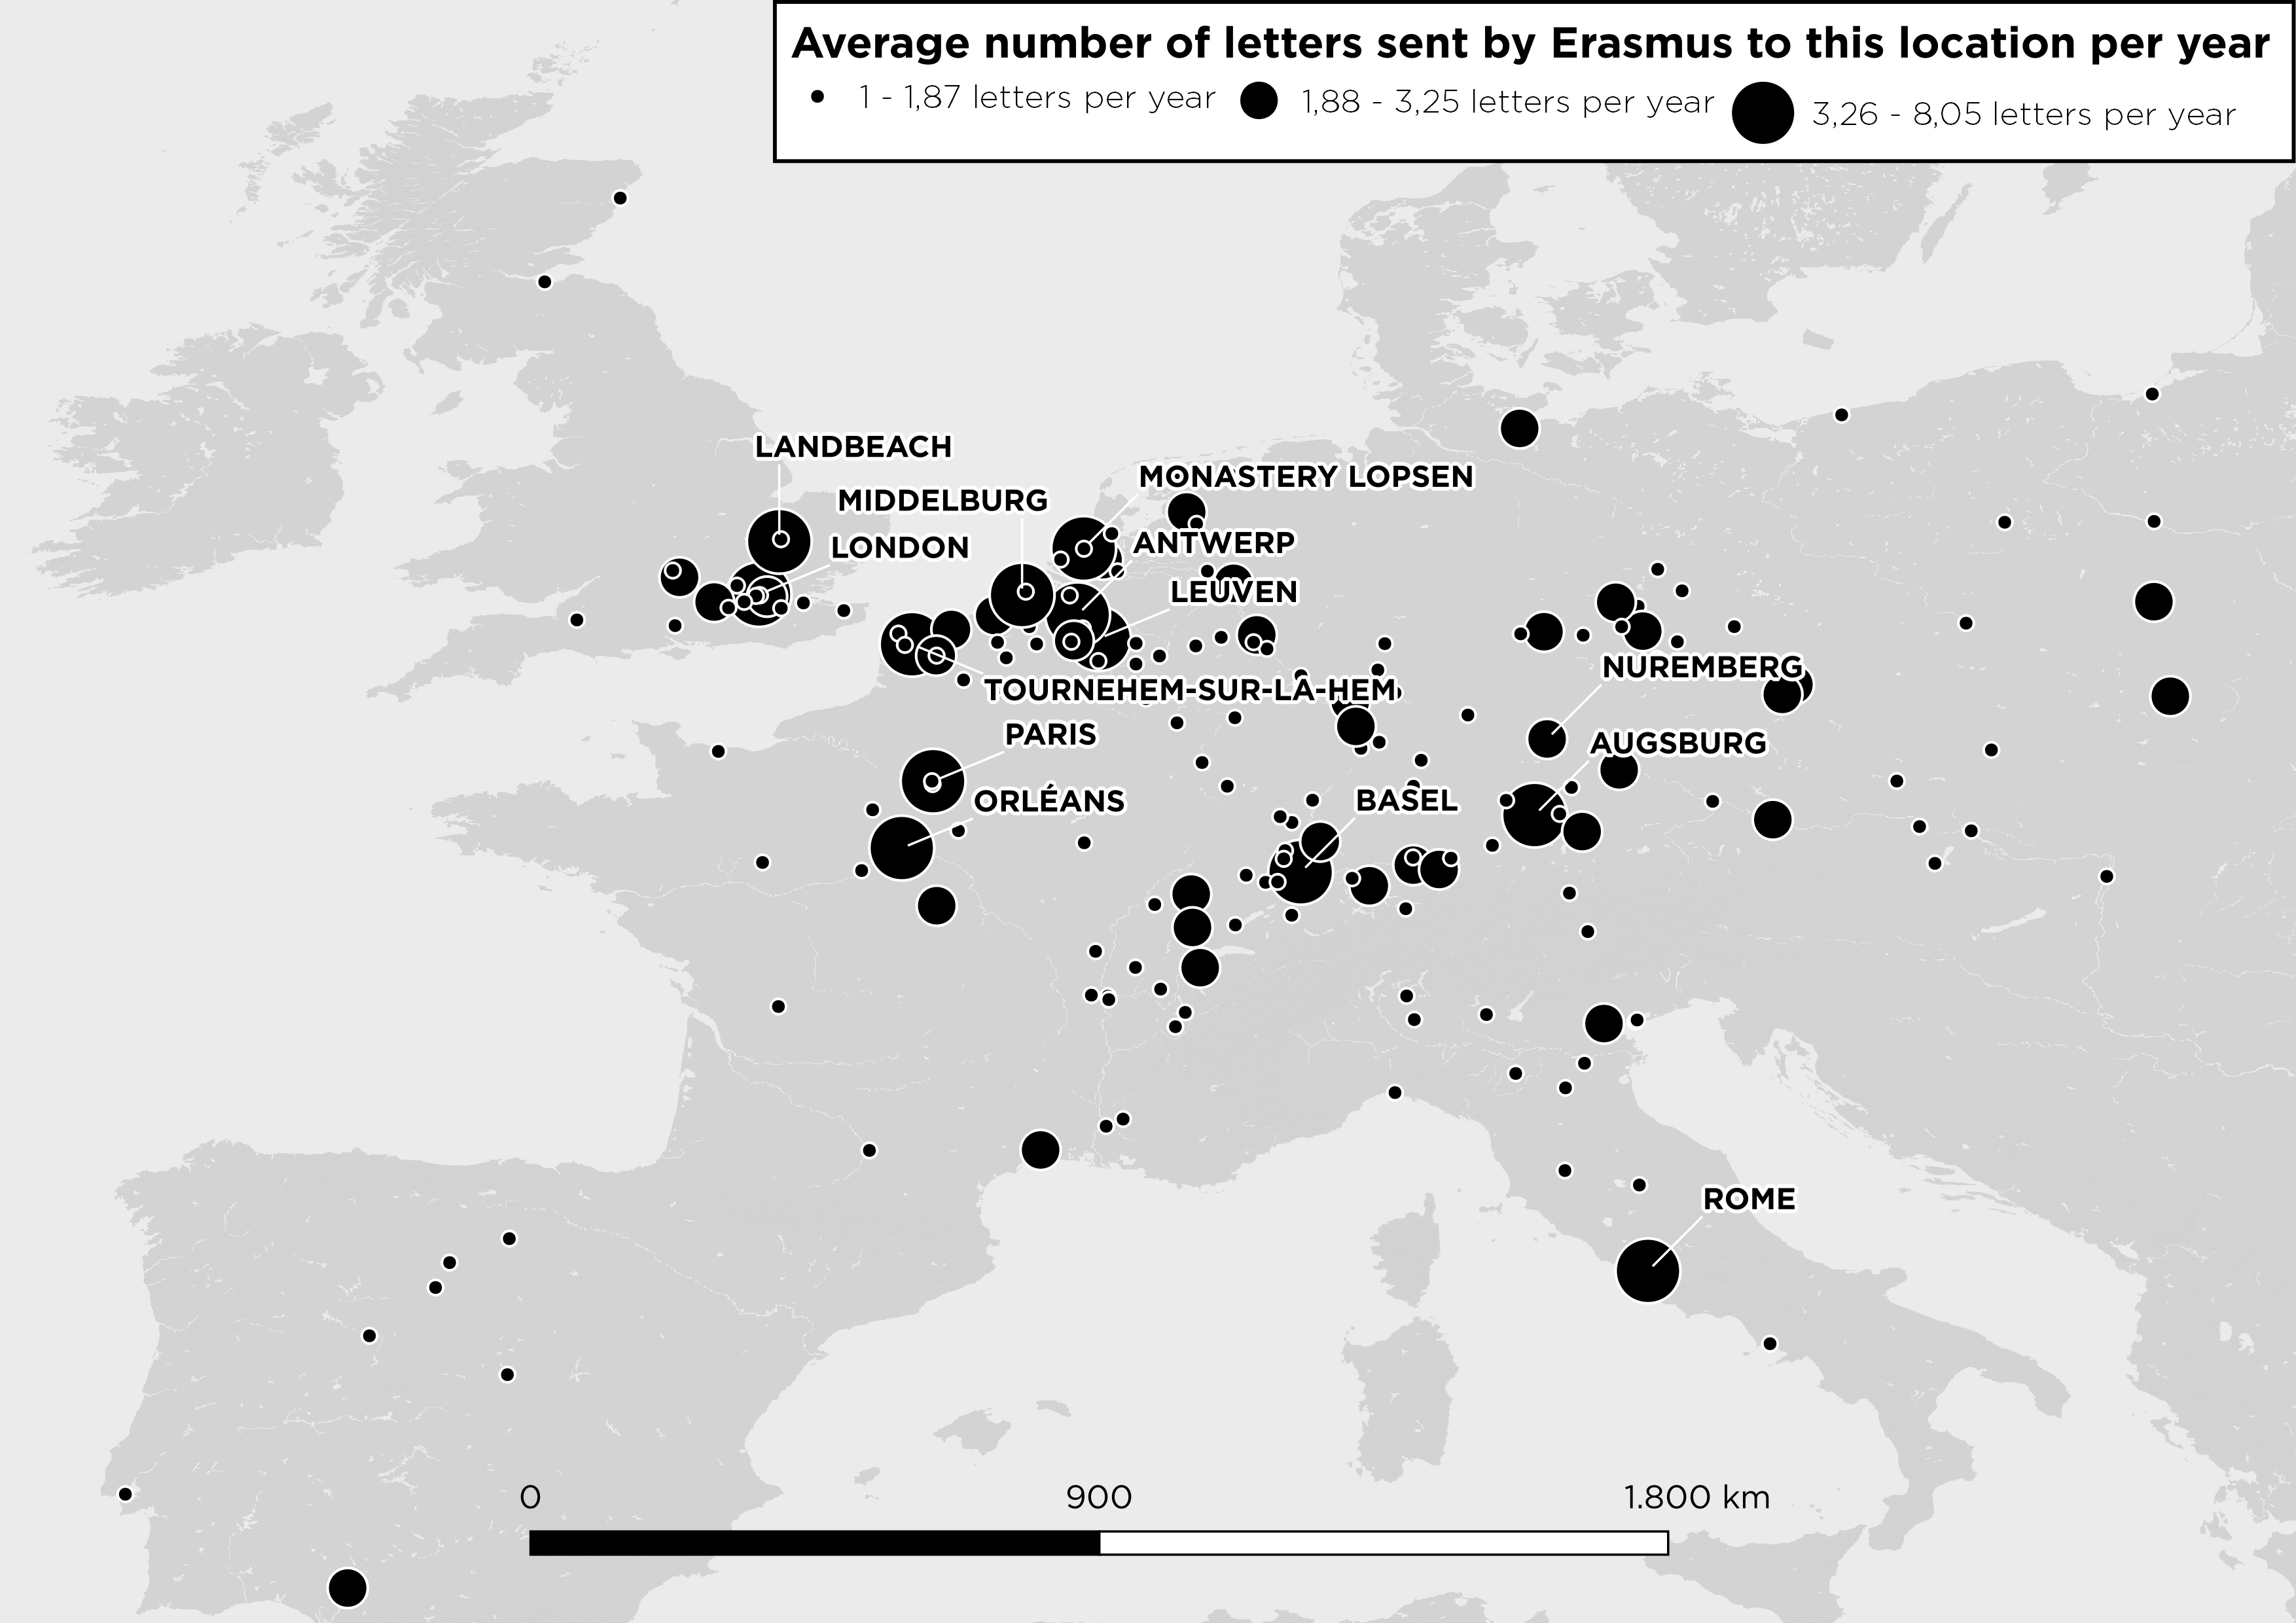 Average number of letters sent by Erasmus to this location per year
1 - 1,87 letters per year
1,88 - 3,25 letters per year
3,26 - 8,05 letters per year
LANDBEACH
MONASTERY LOPSEN
MIDDELBURG
LONDON
ANTWERP
LEUVEN
NUREMBERG
TOURNEHEM-SUR-LA-HEM
PARIS
AUGSBURG
ORLÉANS
BASEL
ROME
0
900
1.800 km